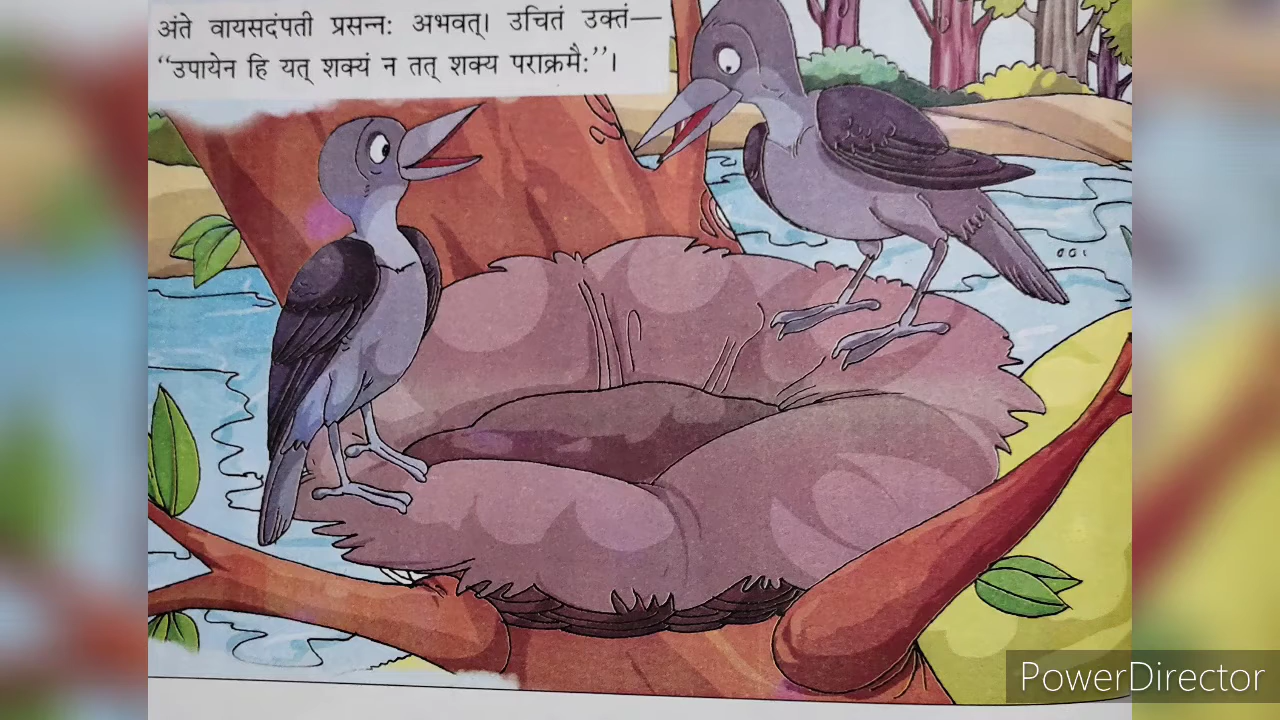 अंते वायसदंपती प्रसन्न: अभवत्। उचितं उक्तं—
‘‘उपायेन हि यत् शक्यं न तत् शक्य पराक्रमै:’’।
PowerDirector